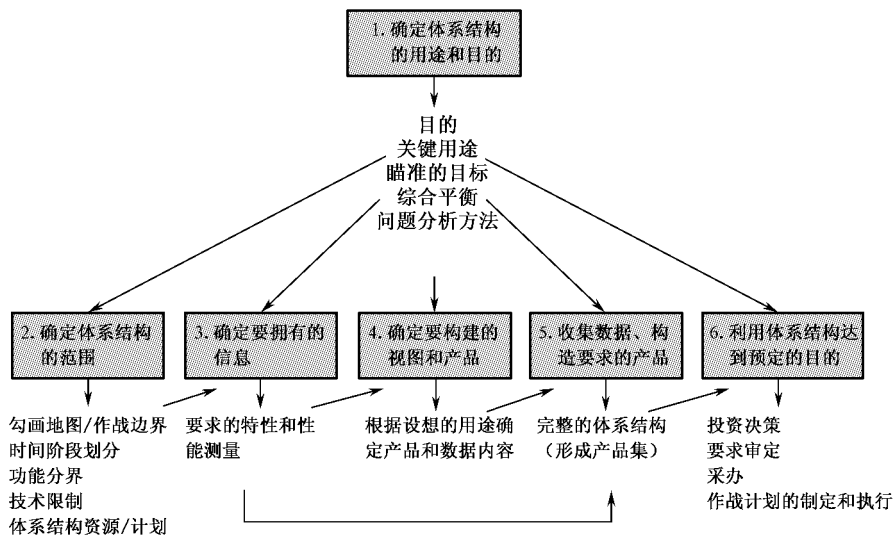 1. 确定体系结构
的用途和目的
目的
关键用途
瞄准的目标
综合平衡
问题分析方法
2. 确定体系结构
的范围
3. 确定要拥有的
信息
4. 确定要构建的
视图和产品
5. 收集数据、构
造要求的产品
6. 利用体系结构达
到预定的目的
勾画地图/作战边界
时间阶段划分
功能分界
技术限制
体系结构资源/计划
要求的特性和性
能测量
根据设想的用途确
定产品和数据内容
完整的体系结构
（形成产品集）
投资决策
要求审定
采办
作战计划的制定和执行